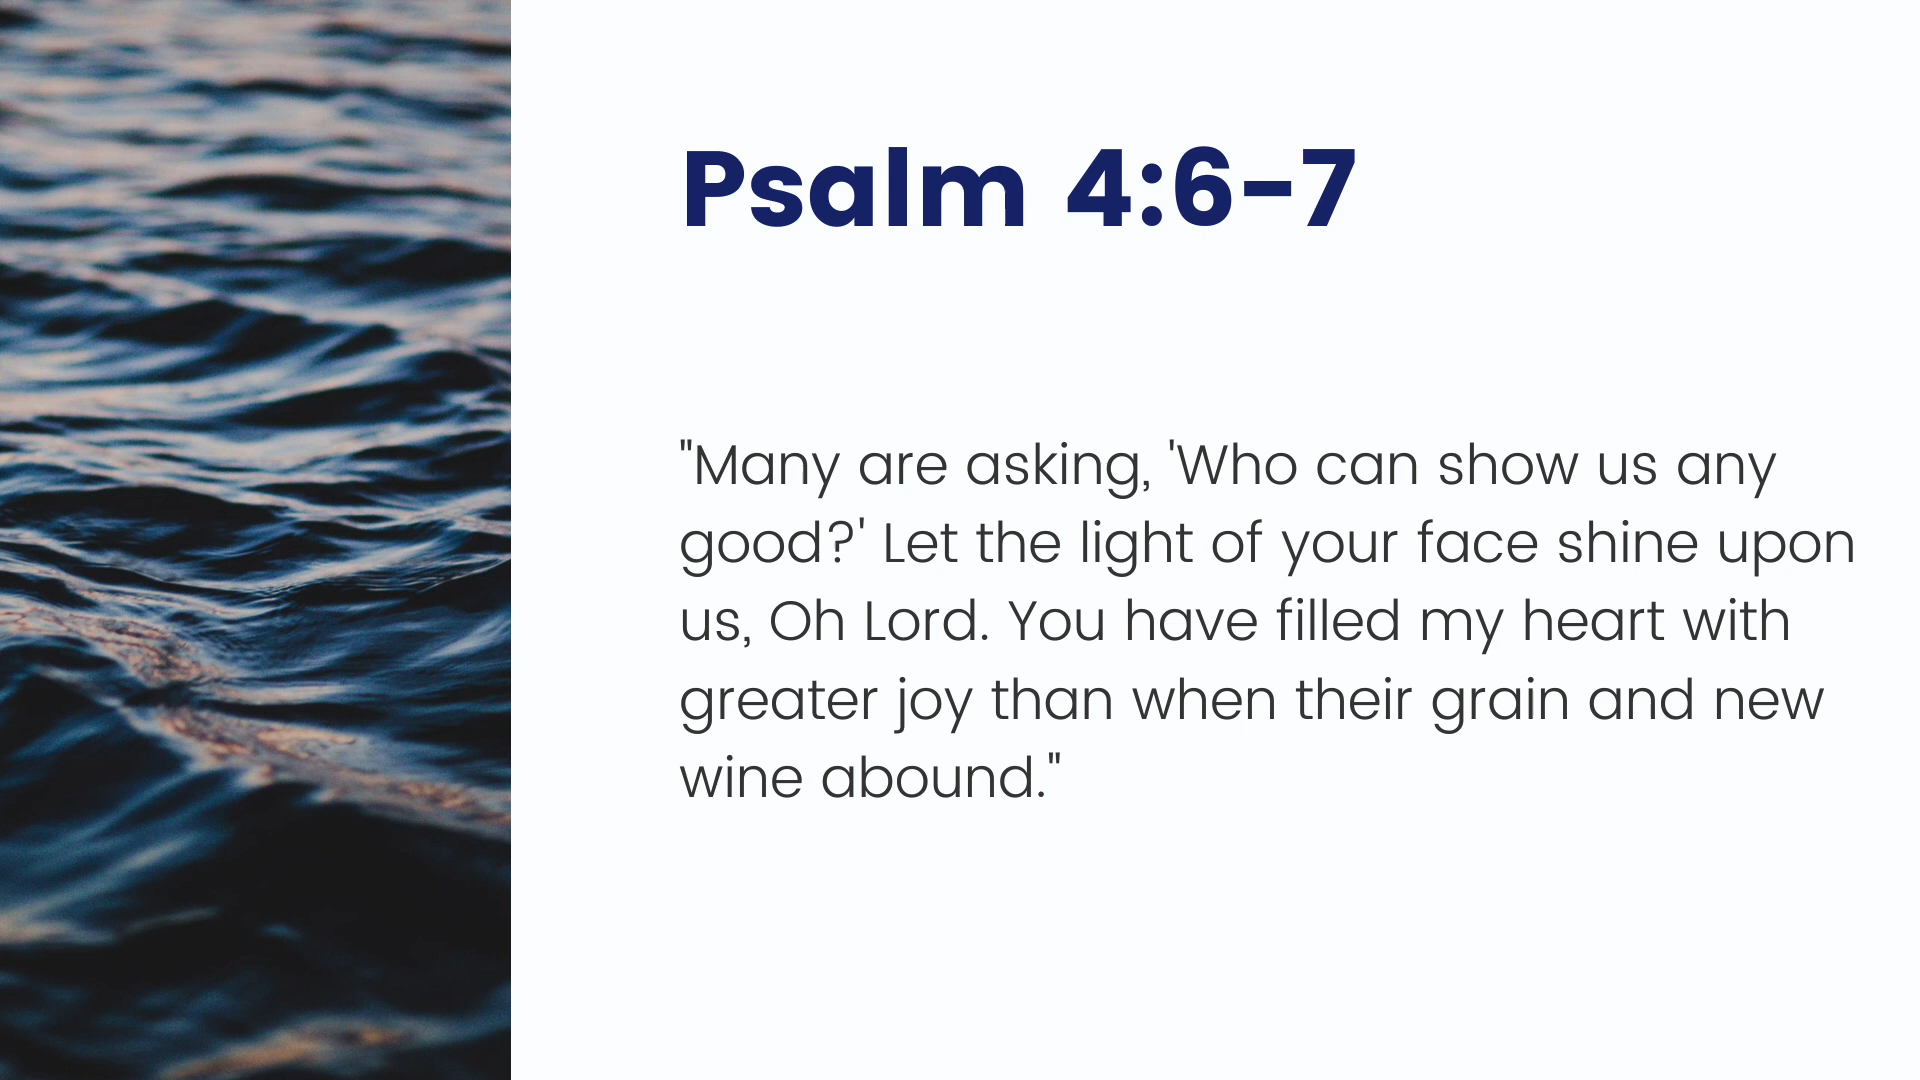 Psalm 4:6-7
"Many are asking, 'Who can show us any
good?' Let the light of your face shine upon
us, Oh Lord. You have filled my heart with
greater joy than when their grain and new
wine abound."